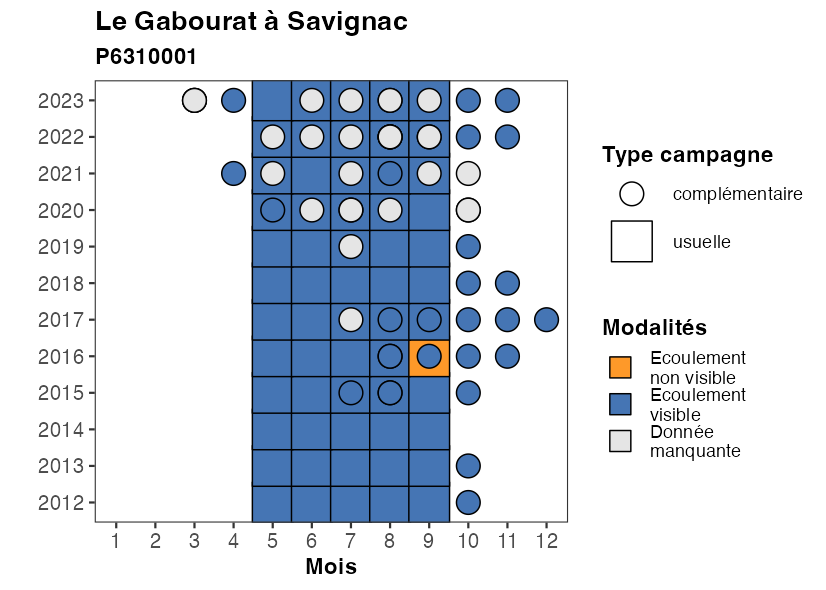 Le Gabourat à Savignac
P6310001
2023
2022
2021
2020
2019
2018
2017
2016
2015
2014
2013
2012
1 2 3 4 5 6 7 8 9 10 11 12
Mois
Type campagne
complémentaire
usuelle
Modalités
Ecoulement
non visible
Ecoulement
visible
Donnée
manquante